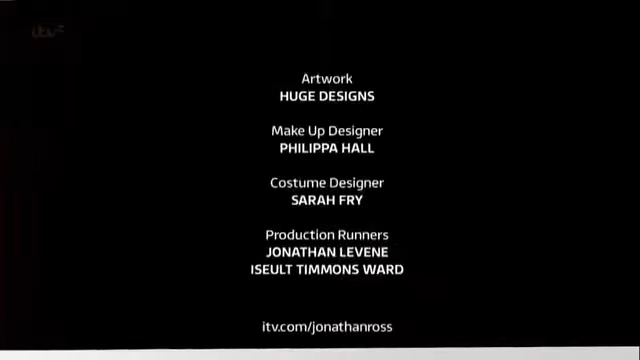 itv2
Artwork
HUGE DESIGNS
Make Up Designer
PHILIPPA HALL
Costume Designer
SARAH FRY
Production Runners
JONATHAN LEVENE
ISEULT TIMMONS WARD
itv.com/jonathanross